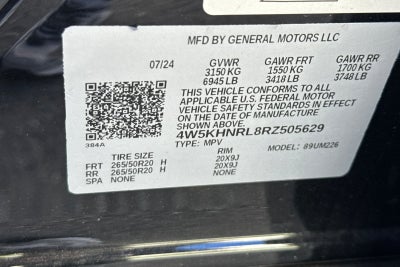 MFD BY GENERAL MOTORS LLC
07/24 GVWR GAWR FRT GAWR RR
3150 KG 1550 KG 1700 KG
6945 LB 3418 LB 3748 LB
THIS VEHICLE CONFORMS TO ALL
APPLICABLE U.S. FEDERAL MOTOR
VEHICLE SAFETY STANDARDS IN EFFECT
ON THE DATE OF MANUFACTURE
SHOWN ABOVE.
4W5KHNRL8RZ505629
384A TYPE: MPV MODEL: 89UM226
TIRE SIZE RIM
FRT 265/50R20 H 20X9J
RR 265/50R20 H 20X9J
SPA NONE NONE